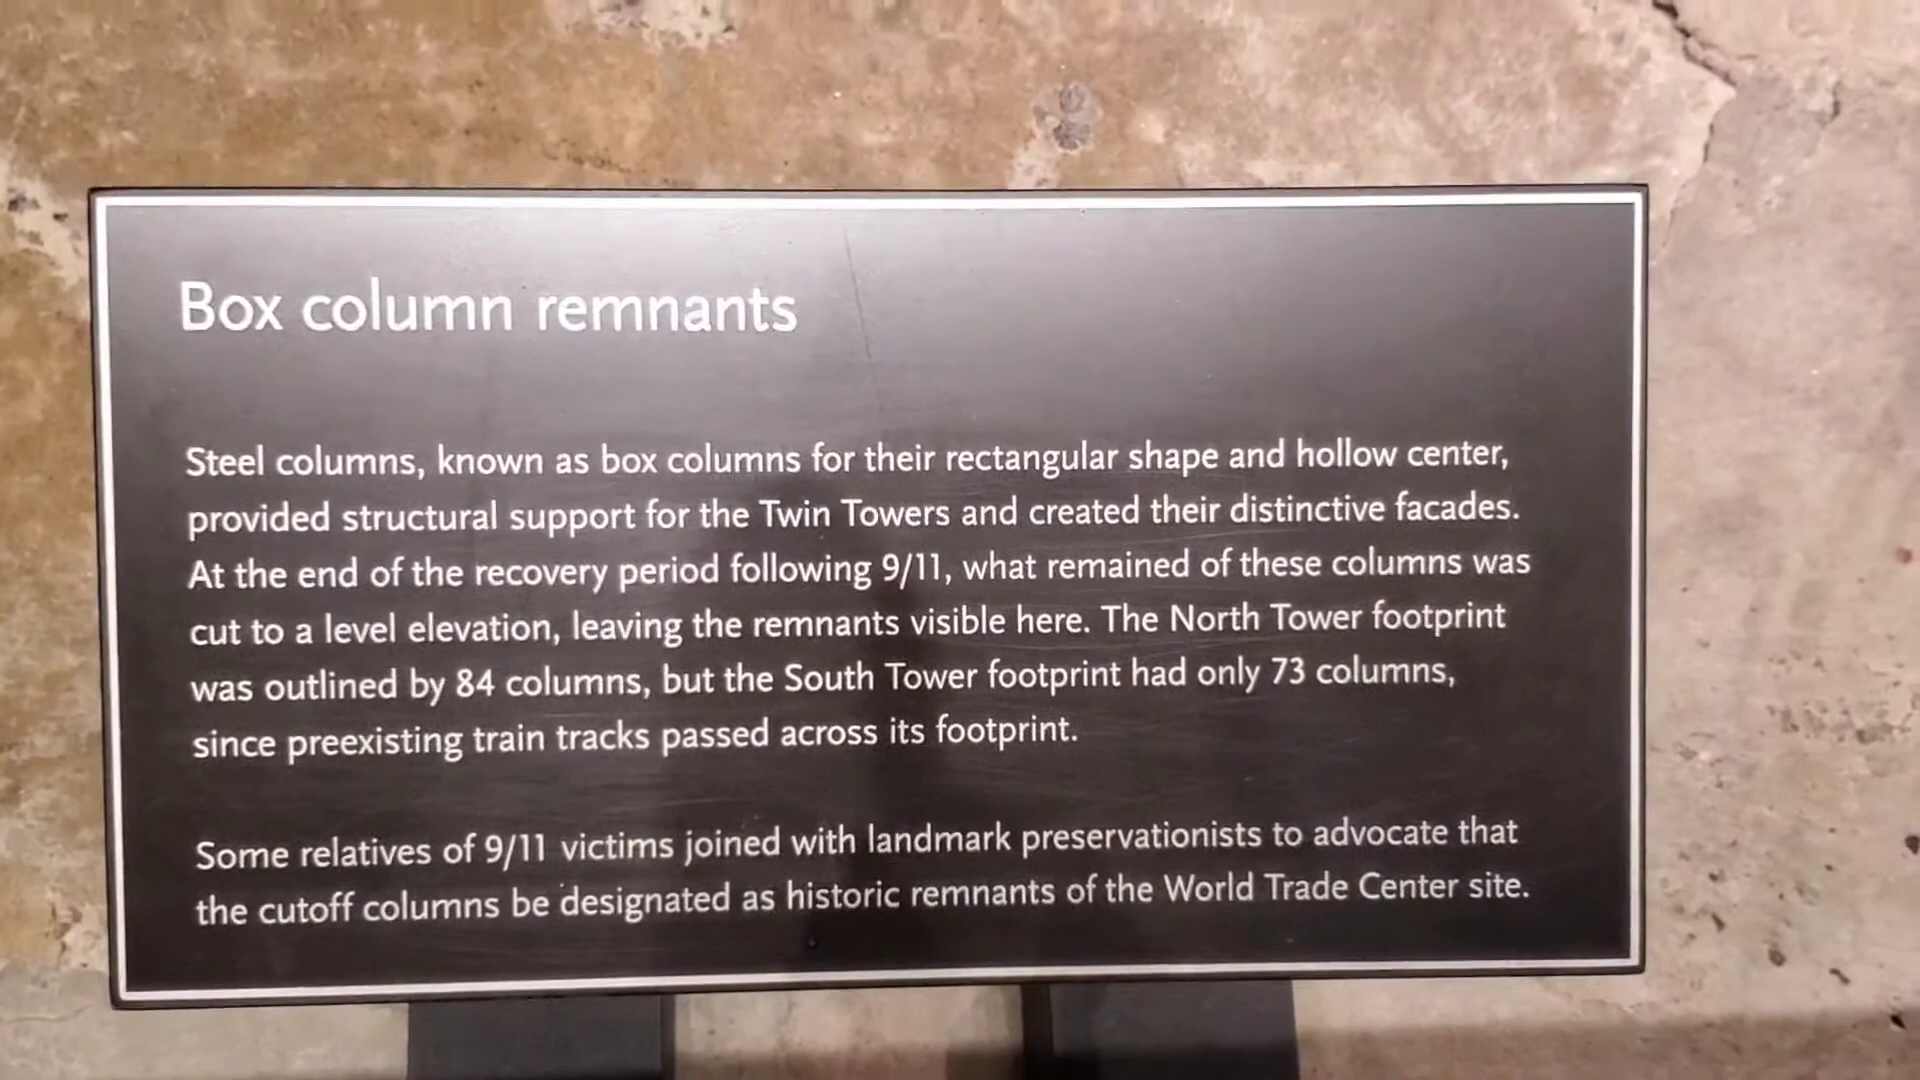 Box column remnants
Steel columns, known as box columns for their rectangular shape and hollow center,
provided structural support for the Twin Towers and created their distinctive facades.
At the end of the recovery period following 9/11, what remained of these columns was
cut to a level elevation, leaving the remnants visible here. The North Tower footprint
was outlined by 84 columns, but the South Tower footprint had only 73 columns,
since preexisting train tracks passed across its footprint.
Some relatives of 9/11 victims joined with landmark preservationists to advocate that
the cutoff columns be designated as historic remnants of the World Trade Center site.